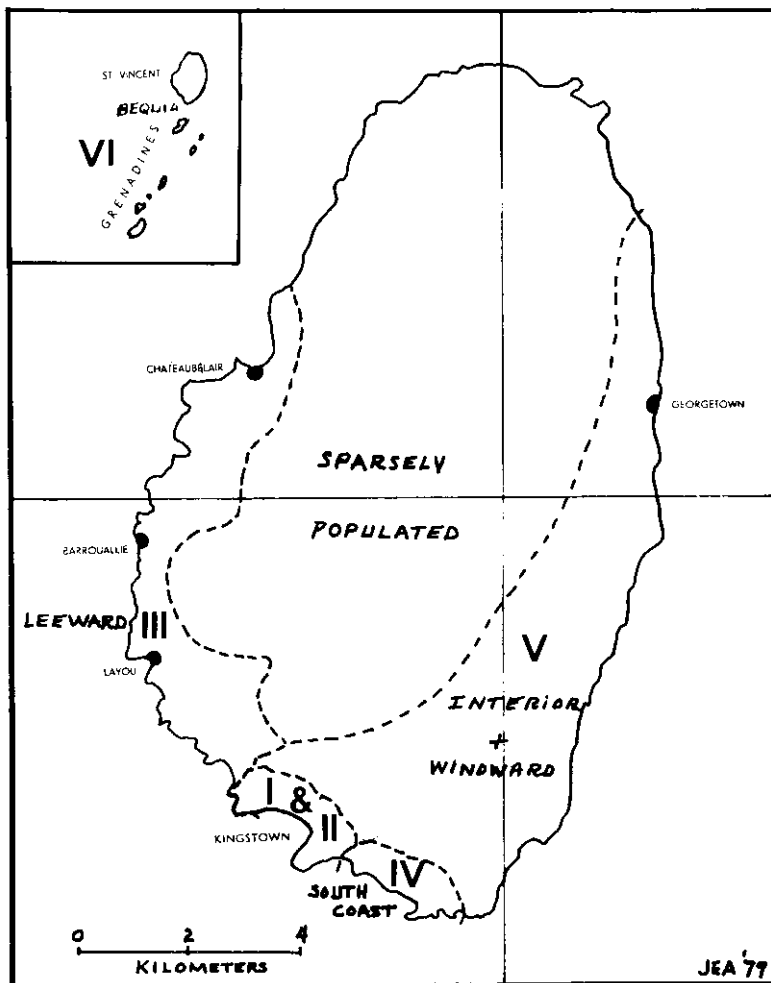 ST VINCENT
BEQUIA
VI
GRENADINES
CHATEAUBELAIR
GEORGETOWN
SPARSELY
POPULATED
BARROUALLIE
LEEWARD III
LAYOU
V
INTERIOR
+
WINDWARD
I & II
KINGSTOWN
IV
SOUTH
COAST
0 2 4
KILOMETERS
JEA '79